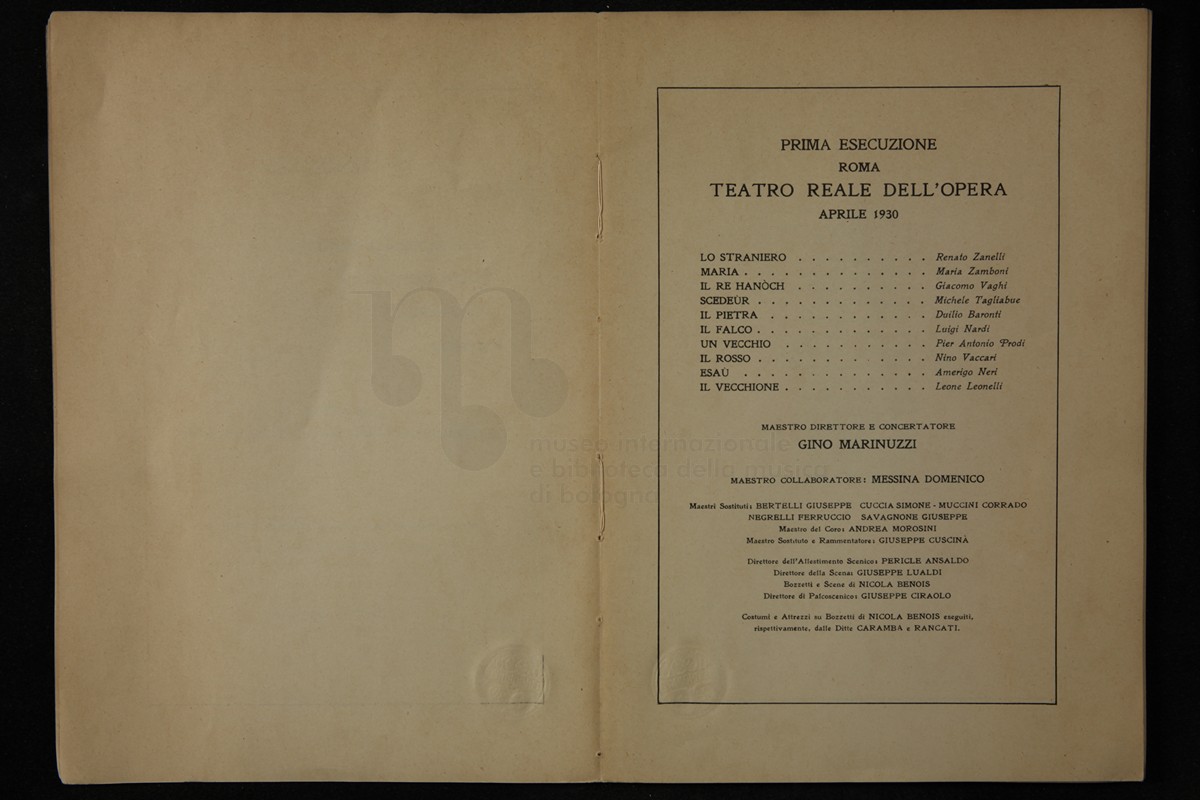 PRIMA ESECUZIONE
ROMA
TEATRO REALE DELL'OPERA
APRILE 1930
LO STRANIERO . . . . . . . . . . Renato Zanelli
MARIA . . . . . . . . . . . . . . Maria Zamboni
IL RE HANÒCH . . . . . . . . . . Giacomo Vaghi
SCEDEÙR . . . . . . . . . . . . . Michele Tagliabue
IL PIETRA . . . . . . . . . . . . Duilio Baronti
IL FALCO . . . . . . . . . . . . . Luigi Nardi
UN VECCHIO . . . . . . . . . . . Pier Antonio Prodi
IL ROSSO . . . . . . . . . . . . . Nino Vaccari
ESAÙ . . . . . . . . . . . . . . Amerigo Neri
IL VECCHIONE . . . . . . . . . . . Leone Leonelli
MAESTRO DIRETTORE E CONCERTATORE
GINO MARINUZZI
MAESTRO COLLABORATORE: MESSINA DOMENICO
Maestri Sostituti: BERTELLI GIUSEPPE CUCCIA SIMONE - MUCCINI CORRADO
NEGRELLI FERRUCCIO SAVAGNONE GIUSEPPE
Maestro del Coro: ANDREA MOROSINI
Maestro Sostituto e Rammentatore: GIUSEPPE CUSCINÀ
Direttore dell'Allestimento Scenico: PERICLE ANSALDO
Direttore della Scena: GIUSEPPE LUALDI
Bozzetti e Scene di NICOLA BENOIS
Direttore di Palcoscenico: GIUSEPPE CIRAOLO
Costumi e Attrezzi su Bozzetti di NICOLA BENOIS eseguiti,
rispettivamente, dalle Ditte CARAMBA e RANCATI.
museo internazionale
e biblioteca della musica
di bologna